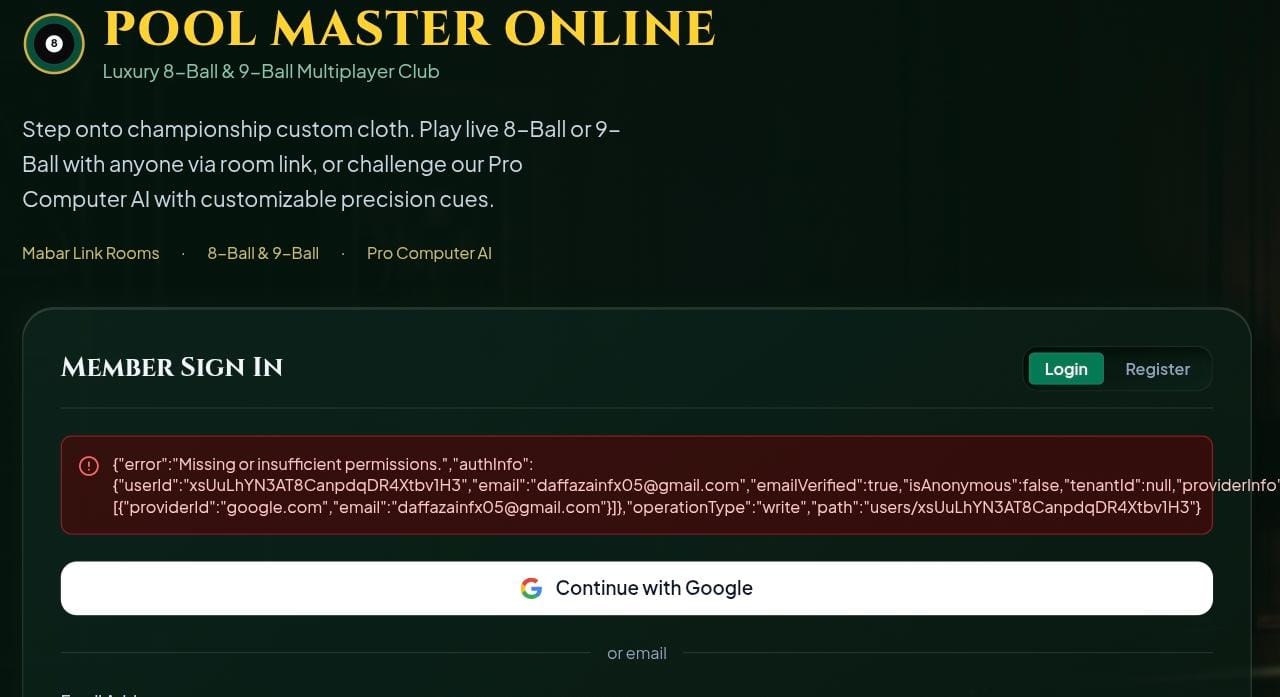 8
POOL MASTER ONLINE
Luxury 8–Ball & 9–Ball Multiplayer Club
Step onto championship custom cloth. Play live 8–Ball or 9–
Ball with anyone via room link, or challenge our Pro
Computer AI with customizable precision cues.
Mabar Link Rooms · 8–Ball & 9–Ball · Pro Computer AI
Member Sign In
Login Register
{"error":"Missing or insufficient permissions.","authInfo":
{"userId":"xsUuLhYN3AT8CanpdqDR4Xtbv1H3","email":"daffazainfx05@gmail.com","emailVerified":true,"isAnonymous":false,"tenantId":null,"providerInfo"
[{"providerId":"google.com","email":"daffazainfx05@gmail.com"}]},"operationType":"write","path":"users/xsUuLhYN3AT8CanpdqDR4Xtbv1H3"}
Continue with Google
or email